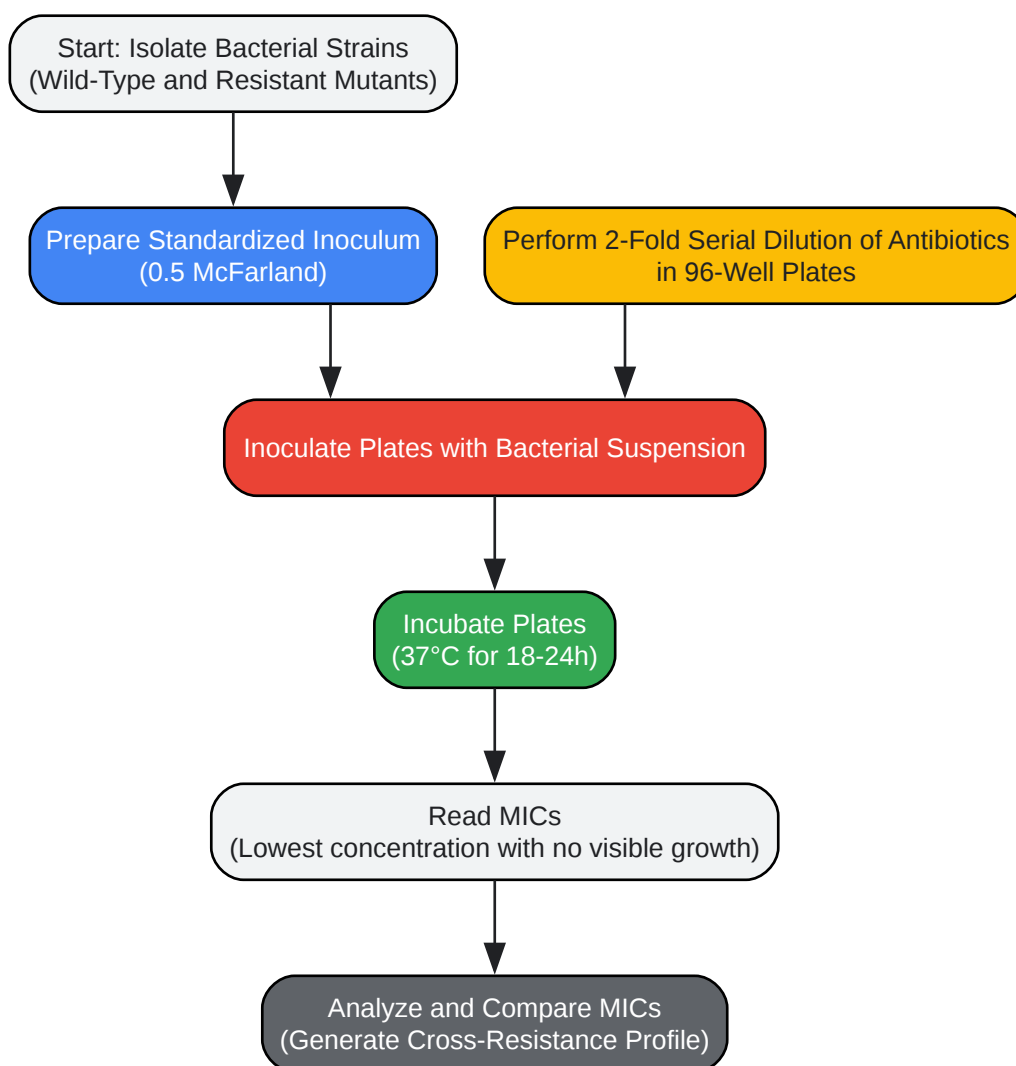 Start: Isolate Bacterial Strains
(Wild-Type and Resistant Mutants)
Prepare Standardized Inoculum
(0.5 McFarland)
Perform 2-Fold Serial Dilution of Antibiotics
in 96-Well Plates
Inoculate Plates with Bacterial Suspension
Incubate Plates
(37°C for 18-24h)
Read MICs
(Lowest concentration with no visible growth)
Analyze and Compare MICs
(Generate Cross-Resistance Profile)